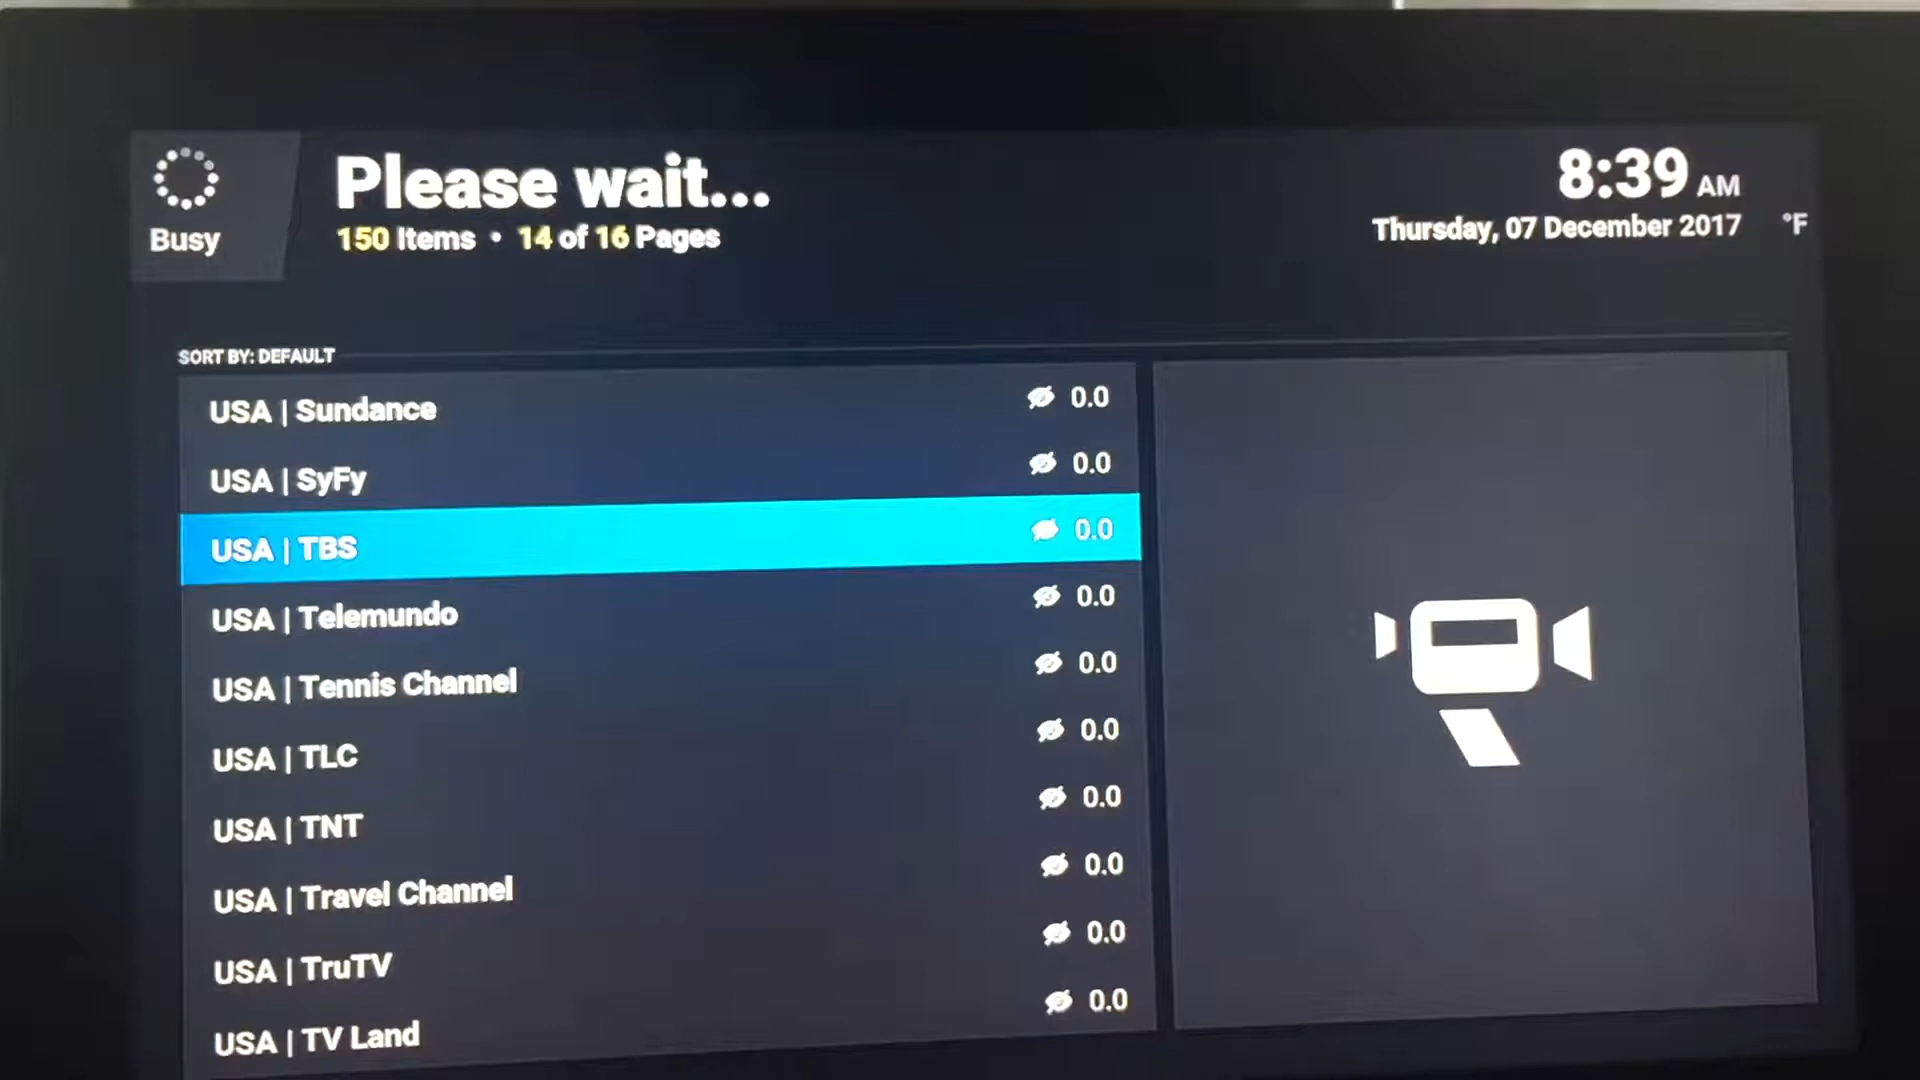 Please wait...
8:39 AM
Busy
150 Items • 14 of 16 Pages
Thursday, 07 December 2017 °F
SORT BY: DEFAULT
USA | Sundance 0.0
USA | SyFy 0.0
USA | TBS 0.0
USA | Telemundo 0.0
USA | Tennis Channel 0.0
USA | TLC 0.0
USA | TNT 0.0
USA | Travel Channel 0.0
USA | TruTV 0.0
USA | TV Land 0.0